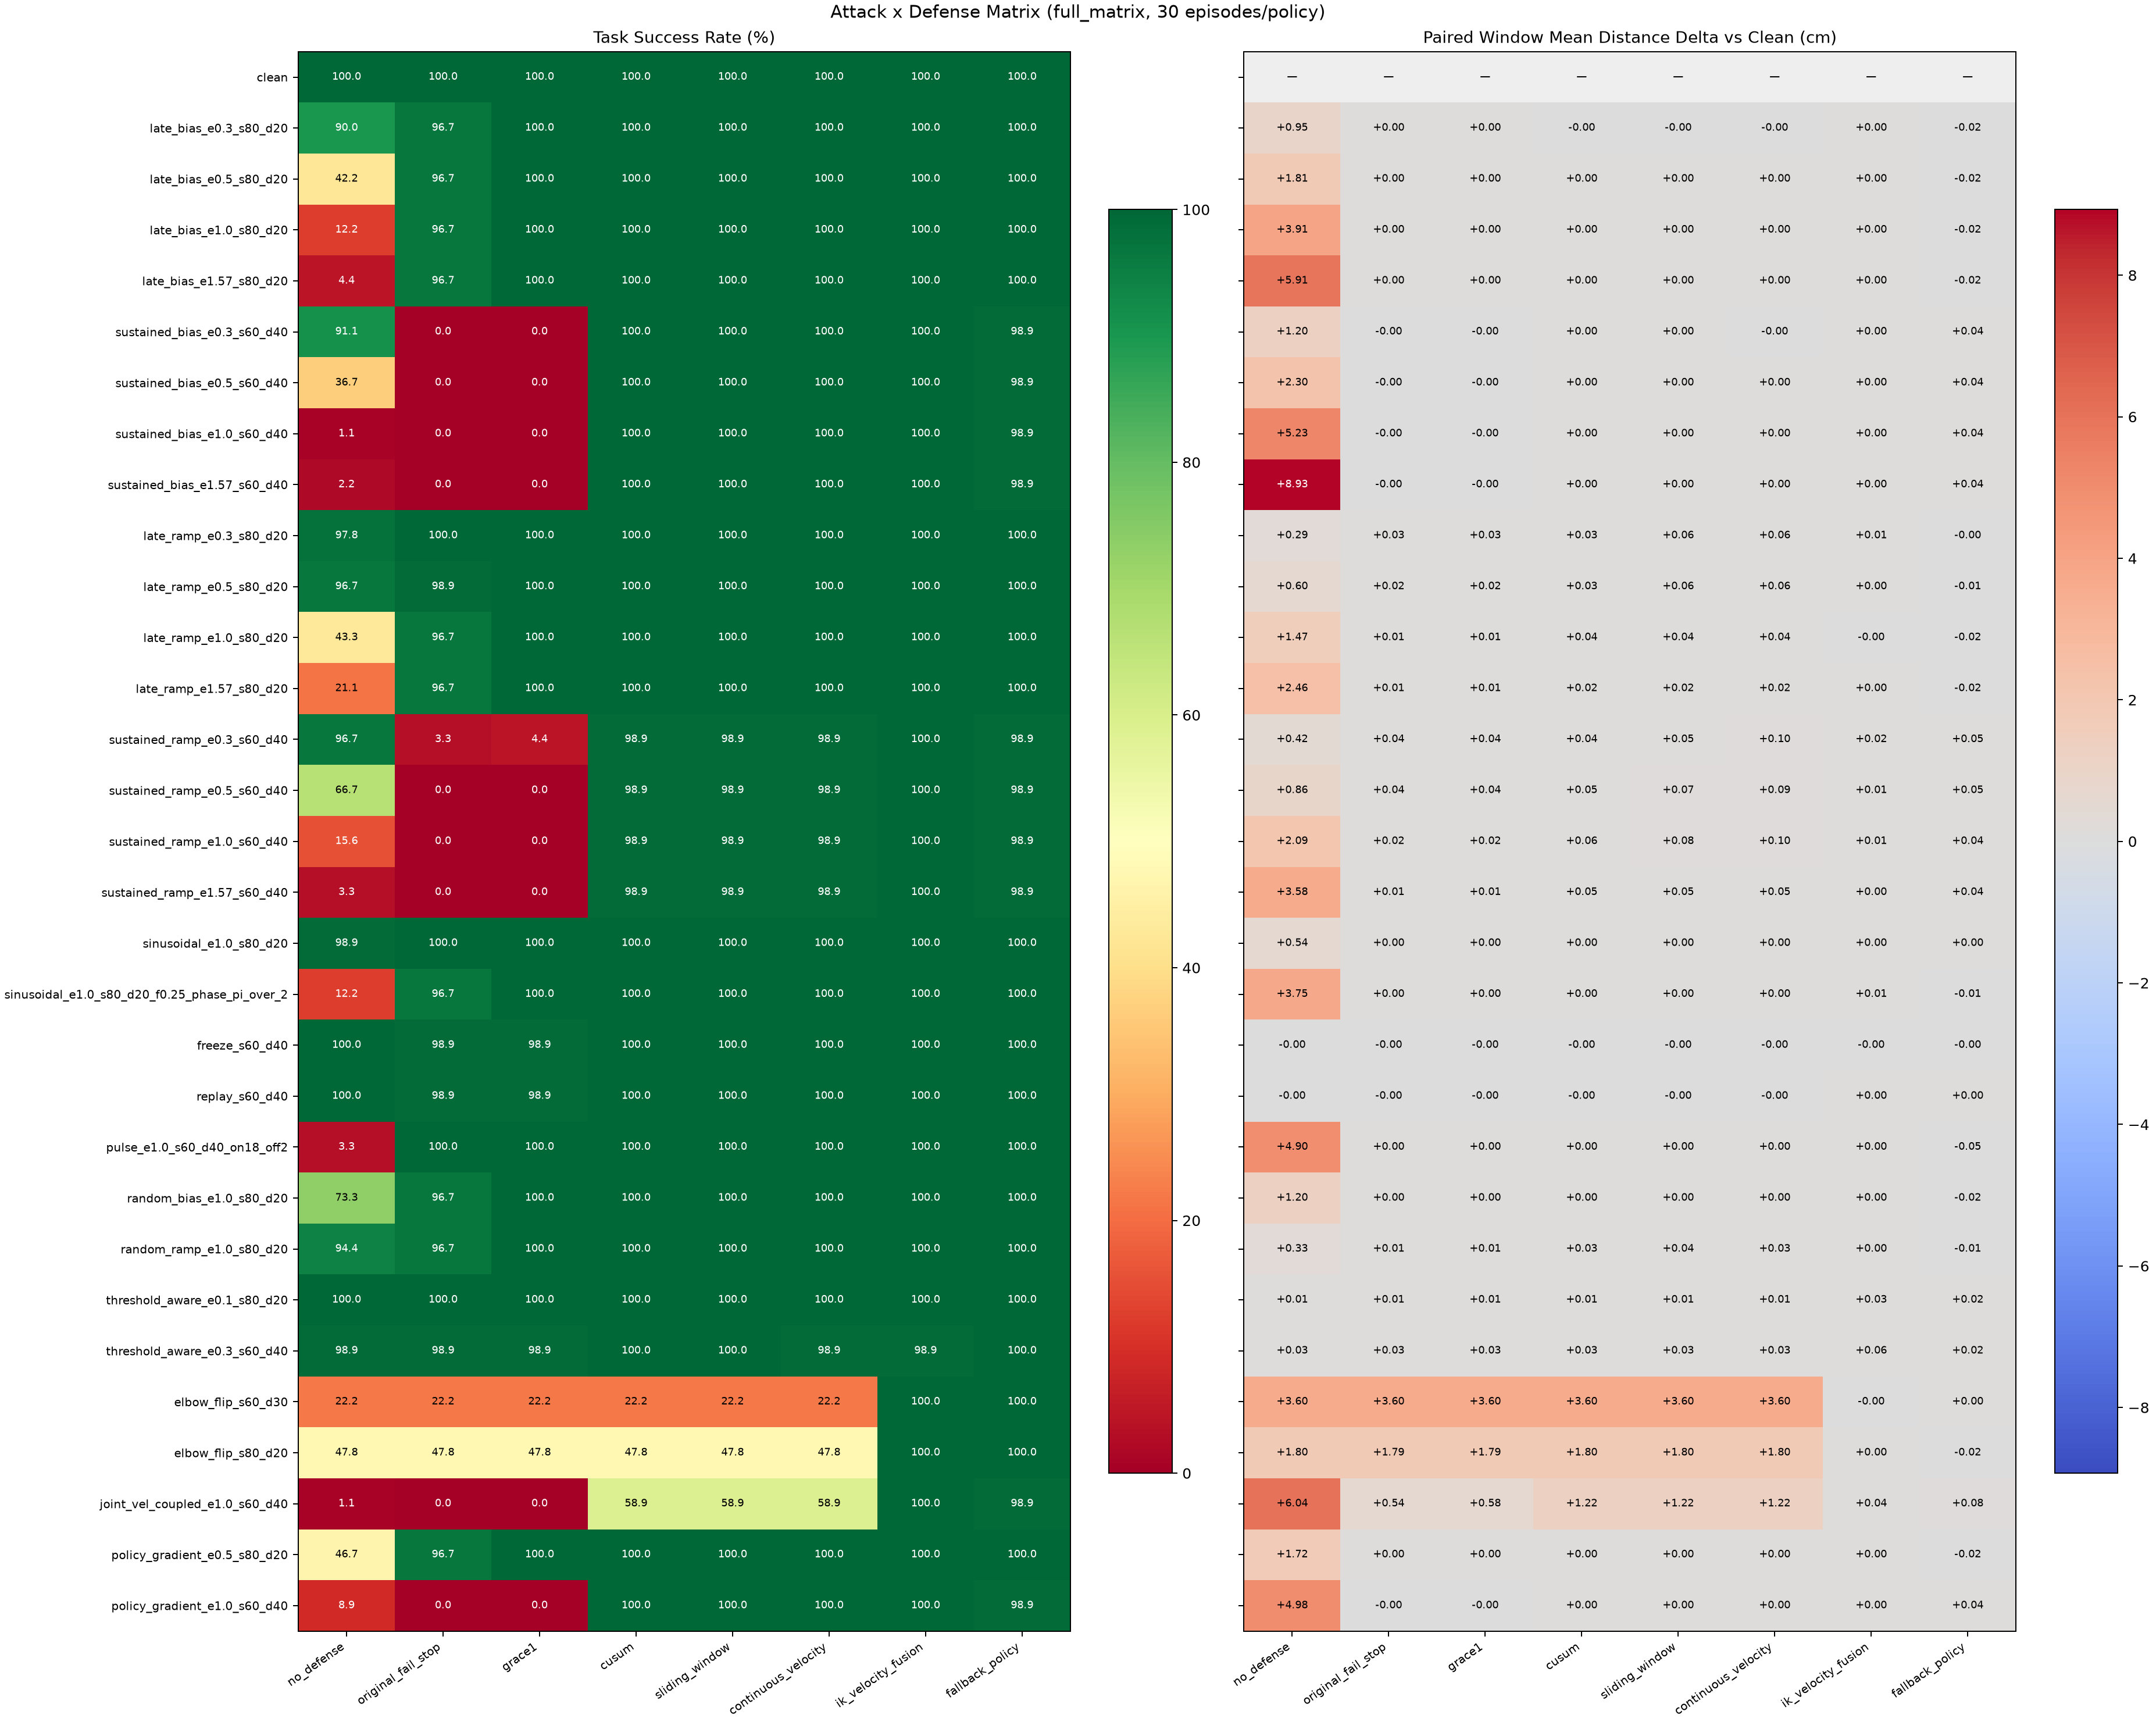 Attack x Defense Matrix (full_matrix, 30 episodes/policy)
Task Success Rate (%)
Paired Window Mean Distance Delta vs Clean (cm)
clean 100.0 100.0 100.0 100.0 100.0 100.0 100.0 100.0 — — — — — — — —
late_bias_e0.3_s80_d20 90.0 96.7 100.0 100.0 100.0 100.0 100.0 100.0 +0.95 +0.00 +0.00 -0.00 -0.00 -0.00 +0.00 -0.02
late_bias_e0.5_s80_d20 42.2 96.7 100.0 100.0 100.0 100.0 100.0 100.0 +1.81 +0.00 +0.00 +0.00 +0.00 +0.00 +0.00 -0.02
late_bias_e1.0_s80_d20 12.2 96.7 100.0 100.0 100.0 100.0 100.0 100.0 +3.91 +0.00 +0.00 +0.00 +0.00 +0.00 +0.00 -0.02
late_bias_e1.57_s80_d20 4.4 96.7 100.0 100.0 100.0 100.0 100.0 100.0 +5.91 +0.00 +0.00 +0.00 +0.00 +0.00 +0.00 -0.02
sustained_bias_e0.3_s60_d40 91.1 0.0 0.0 100.0 100.0 100.0 100.0 98.9 +1.20 -0.00 -0.00 +0.00 +0.00 -0.00 +0.00 +0.04
sustained_bias_e0.5_s60_d40 36.7 0.0 0.0 100.0 100.0 100.0 100.0 98.9 +2.30 -0.00 -0.00 +0.00 +0.00 +0.00 +0.00 +0.04
sustained_bias_e1.0_s60_d40 1.1 0.0 0.0 100.0 100.0 100.0 100.0 98.9 +5.23 -0.00 -0.00 +0.00 +0.00 +0.00 +0.00 +0.04
sustained_bias_e1.57_s60_d40 2.2 0.0 0.0 100.0 100.0 100.0 100.0 98.9 +8.93 -0.00 -0.00 +0.00 +0.00 +0.00 +0.00 +0.04
late_ramp_e0.3_s80_d20 97.8 100.0 100.0 100.0 100.0 100.0 100.0 100.0 +0.29 +0.03 +0.03 +0.03 +0.06 +0.06 +0.01 -0.00
late_ramp_e0.5_s80_d20 96.7 98.9 100.0 100.0 100.0 100.0 100.0 100.0 +0.60 +0.02 +0.02 +0.03 +0.06 +0.06 +0.00 -0.01
late_ramp_e1.0_s80_d20 43.3 96.7 100.0 100.0 100.0 100.0 100.0 100.0 +1.47 +0.01 +0.01 +0.04 +0.04 +0.04 -0.00 -0.02
late_ramp_e1.57_s80_d20 21.1 96.7 100.0 100.0 100.0 100.0 100.0 100.0 +2.46 +0.01 +0.01 +0.02 +0.02 +0.02 +0.00 -0.02
sustained_ramp_e0.3_s60_d40 96.7 3.3 4.4 98.9 98.9 98.9 100.0 98.9 +0.42 +0.04 +0.04 +0.04 +0.05 +0.10 +0.02 +0.05
sustained_ramp_e0.5_s60_d40 66.7 0.0 0.0 98.9 98.9 98.9 100.0 98.9 +0.86 +0.04 +0.04 +0.05 +0.07 +0.09 +0.01 +0.05
sustained_ramp_e1.0_s60_d40 15.6 0.0 0.0 98.9 98.9 98.9 100.0 98.9 +2.09 +0.02 +0.02 +0.06 +0.08 +0.10 +0.01 +0.04
sustained_ramp_e1.57_s60_d40 3.3 0.0 0.0 98.9 98.9 98.9 100.0 98.9 +3.58 +0.01 +0.01 +0.05 +0.05 +0.05 +0.00 +0.04
sinusoidal_e1.0_s80_d20 98.9 100.0 100.0 100.0 100.0 100.0 100.0 100.0 +0.54 +0.00 +0.00 +0.00 +0.00 +0.00 +0.00 +0.00
sinusoidal_e1.0_s80_d20_f0.25_phase_pi_over_2 12.2 96.7 100.0 100.0 100.0 100.0 100.0 100.0 +3.75 +0.00 +0.00 +0.00 +0.00 +0.00 +0.01 -0.01
freeze_s60_d40 100.0 98.9 98.9 100.0 100.0 100.0 100.0 100.0 -0.00 -0.00 -0.00 -0.00 -0.00 -0.00 -0.00 -0.00
replay_s60_d40 100.0 98.9 98.9 100.0 100.0 100.0 100.0 100.0 -0.00 -0.00 -0.00 -0.00 -0.00 -0.00 +0.00 +0.00
pulse_e1.0_s60_d40_on18_off2 3.3 100.0 100.0 100.0 100.0 100.0 100.0 100.0 +4.90 +0.00 +0.00 +0.00 +0.00 +0.00 +0.00 -0.05
random_bias_e1.0_s80_d20 73.3 96.7 100.0 100.0 100.0 100.0 100.0 100.0 +1.20 +0.00 +0.00 +0.00 +0.00 +0.00 +0.00 -0.02
random_ramp_e1.0_s80_d20 94.4 96.7 100.0 100.0 100.0 100.0 100.0 100.0 +0.33 +0.01 +0.01 +0.03 +0.04 +0.03 +0.00 -0.01
threshold_aware_e0.1_s80_d20 100.0 100.0 100.0 100.0 100.0 100.0 100.0 100.0 +0.01 +0.01 +0.01 +0.01 +0.01 +0.01 +0.03 +0.02
threshold_aware_e0.3_s60_d40 98.9 98.9 98.9 100.0 100.0 98.9 98.9 100.0 +0.03 +0.03 +0.03 +0.03 +0.03 +0.03 +0.06 +0.02
elbow_flip_s60_d30 22.2 22.2 22.2 22.2 22.2 22.2 100.0 100.0 +3.60 +3.60 +3.60 +3.60 +3.60 +3.60 -0.00 +0.00
elbow_flip_s80_d20 47.8 47.8 47.8 47.8 47.8 47.8 100.0 100.0 +1.80 +1.79 +1.79 +1.80 +1.80 +1.80 +0.00 -0.02
joint_vel_coupled_e1.0_s60_d40 1.1 0.0 0.0 58.9 58.9 58.9 100.0 98.9 +6.04 +0.54 +0.58 +1.22 +1.22 +1.22 +0.04 +0.08
policy_gradient_e0.5_s80_d20 46.7 96.7 100.0 100.0 100.0 100.0 100.0 100.0 +1.72 +0.00 +0.00 +0.00 +0.00 +0.00 +0.00 -0.02
policy_gradient_e1.0_s60_d40 8.9 0.0 0.0 100.0 100.0 100.0 100.0 98.9 +4.98 -0.00 -0.00 +0.00 +0.00 +0.00 +0.00 +0.04
no_defense original_fail_stop grace1 cusum sliding_window continuous_velocity ik_velocity_fusion fallback_policy
no_defense original_fail_stop grace1 cusum sliding_window continuous_velocity ik_velocity_fusion fallback_policy
100
80
60
40
20
0
8
6
4
2
0
−2
−4
−6
−8